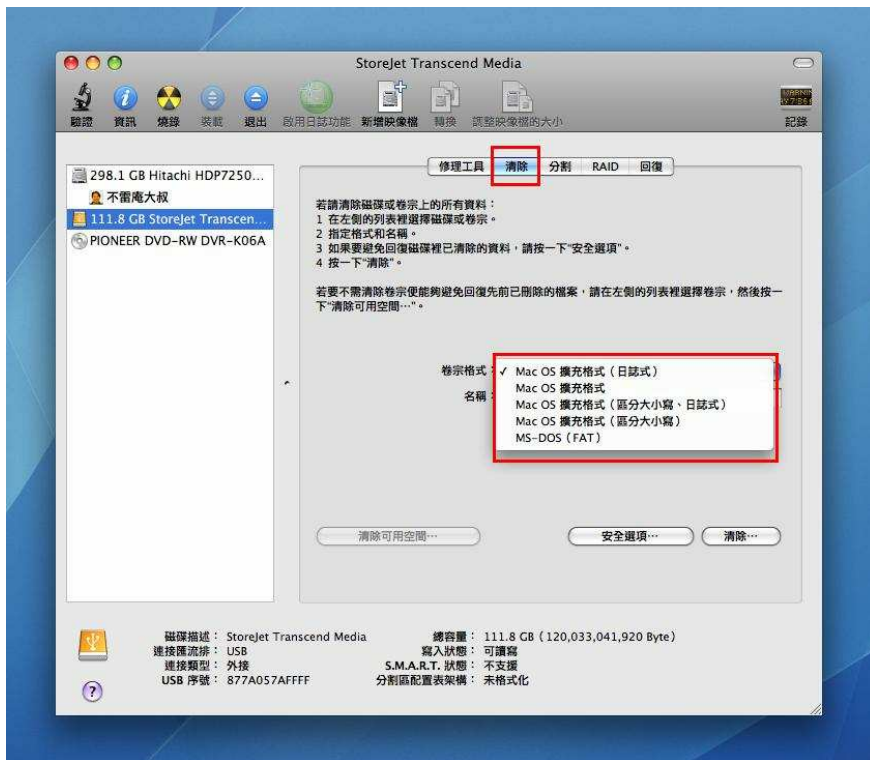 StoreJet Transcend Media
驗證 資訊 燒錄 裝載 退出 啟用日誌功能 新增映像檔 轉換 調整映像檔的大小 記錄
修理工具 清除 分割 RAID 回復
298.1 GB Hitachi HDP7250...
不雷庵大叔
111.8 GB StoreJet Transcen...
PIONEER DVD-RW DVR-K06A
若請清除磁碟或卷宗上的所有資料：
1 在左側的列表裡選擇磁碟或卷宗。
2 指定格式和名稱。
3 如果要避免回復磁碟裡已清除的資料，請按一下"安全選項"。
4 按一下"清除"。
若要不需清除卷宗便能夠避免回復先前已刪除的檔案，請在左側的列表裡選擇卷宗，然後按一
下"清除可用空間…"。
卷宗格式：
✓ Mac OS 擴充格式（日誌式）
Mac OS 擴充格式
名稱：
Mac OS 擴充格式（區分大小寫、日誌式）
Mac OS 擴充格式（區分大小寫）
MS-DOS（FAT）
清除可用空間… 安全選項… 清除…
磁碟描述： StoreJet Transcend Media
連接匯流排： USB
連接類型： 外接
USB 序號： 877A057AFFFF
總容量： 111.8 GB（120,033,041,920 Byte）
寫入狀態： 可讀寫
S.M.A.R.T. 狀態： 不支援
分割區配置表架構： 未格式化